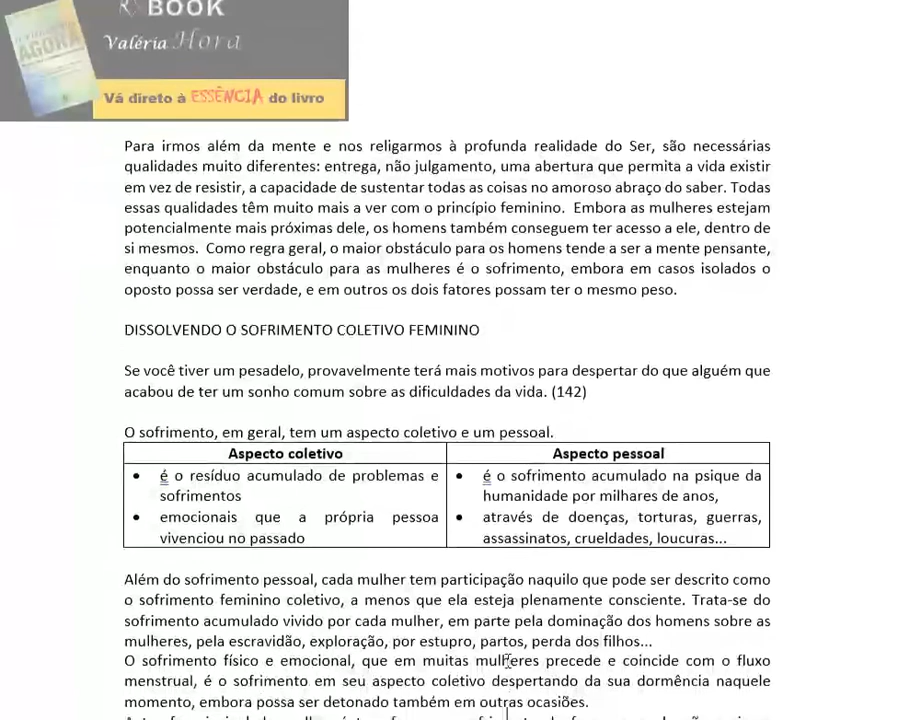 BOOK
Valéria Hora
AGORA
Vá direto à ESSÊNCIA do livro
Para irmos além da mente e nos religarmos à profunda realidade do Ser, são necessárias
qualidades muito diferentes: entrega, não julgamento, uma abertura que permita a vida existir
em vez de resistir, a capacidade de sustentar todas as coisas no amoroso abraço do saber. Todas
essas qualidades têm muito mais a ver com o princípio feminino. Embora as mulheres estejam
potencialmente mais próximas dele, os homens também conseguem ter acesso a ele, dentro de
si mesmos. Como regra geral, o maior obstáculo para os homens tende a ser a mente pensante,
enquanto o maior obstáculo para as mulheres é o sofrimento, embora em casos isolados o
oposto possa ser verdade, e em outros os dois fatores possam ter o mesmo peso.
DISSOLVENDO O SOFRIMENTO COLETIVO FEMININO
Se você tiver um pesadelo, provavelmente terá mais motivos para despertar do que alguém que
acabou de ter um sonho comum sobre as dificuldades da vida. (142)
O sofrimento, em geral, tem um aspecto coletivo e um pessoal.
Aspecto coletivo
• é o resíduo acumulado de problemas e
sofrimentos
• emocionais que a própria pessoa
vivenciou no passado
Aspecto pessoal
• é o sofrimento acumulado na psique da
humanidade por milhares de anos,
• através de doenças, torturas, guerras,
assassinatos, crueldades, loucuras...
Além do sofrimento pessoal, cada mulher tem participação naquilo que pode ser descrito como
o sofrimento feminino coletivo, a menos que ela esteja plenamente consciente. Trata-se do
sofrimento acumulado vivido por cada mulher, em parte pela dominação dos homens sobre as
mulheres, pela escravidão, exploração, por estupro, partos, perda dos filhos...
O sofrimento físico e emocional, que em muitas mulheres precede e coincide com o fluxo
menstrual, é o sofrimento em seu aspecto coletivo despertando da sua dormência naquele
momento, embora possa ser detonado também em outras ocasiões.